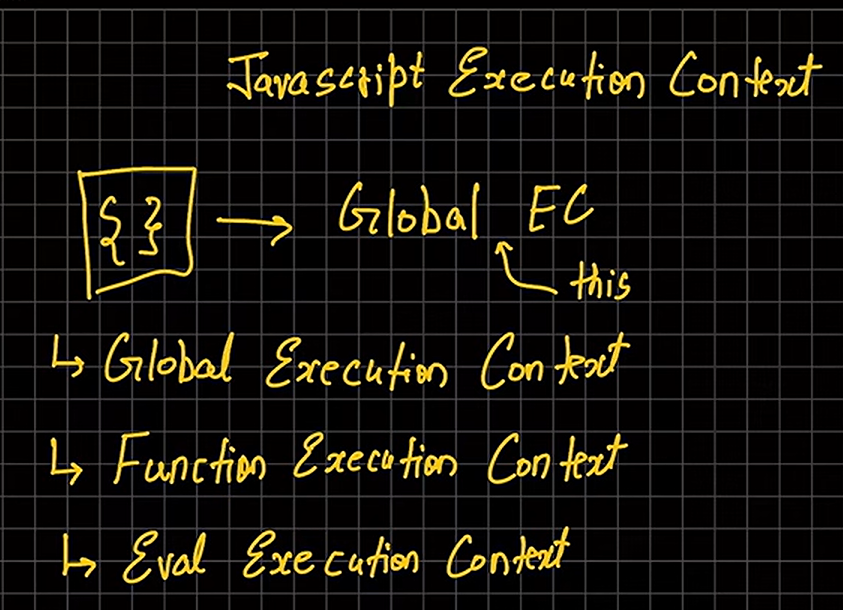 Javascript Execution Context
{ } → Global EC
this
↳ Global Execution Context
↳ Function Execution Context
↳ Eval Execution Context